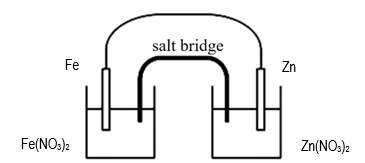 salt bridge
Fe
Zn
Fe(NO₃)₂
Zn(NO₃)₂